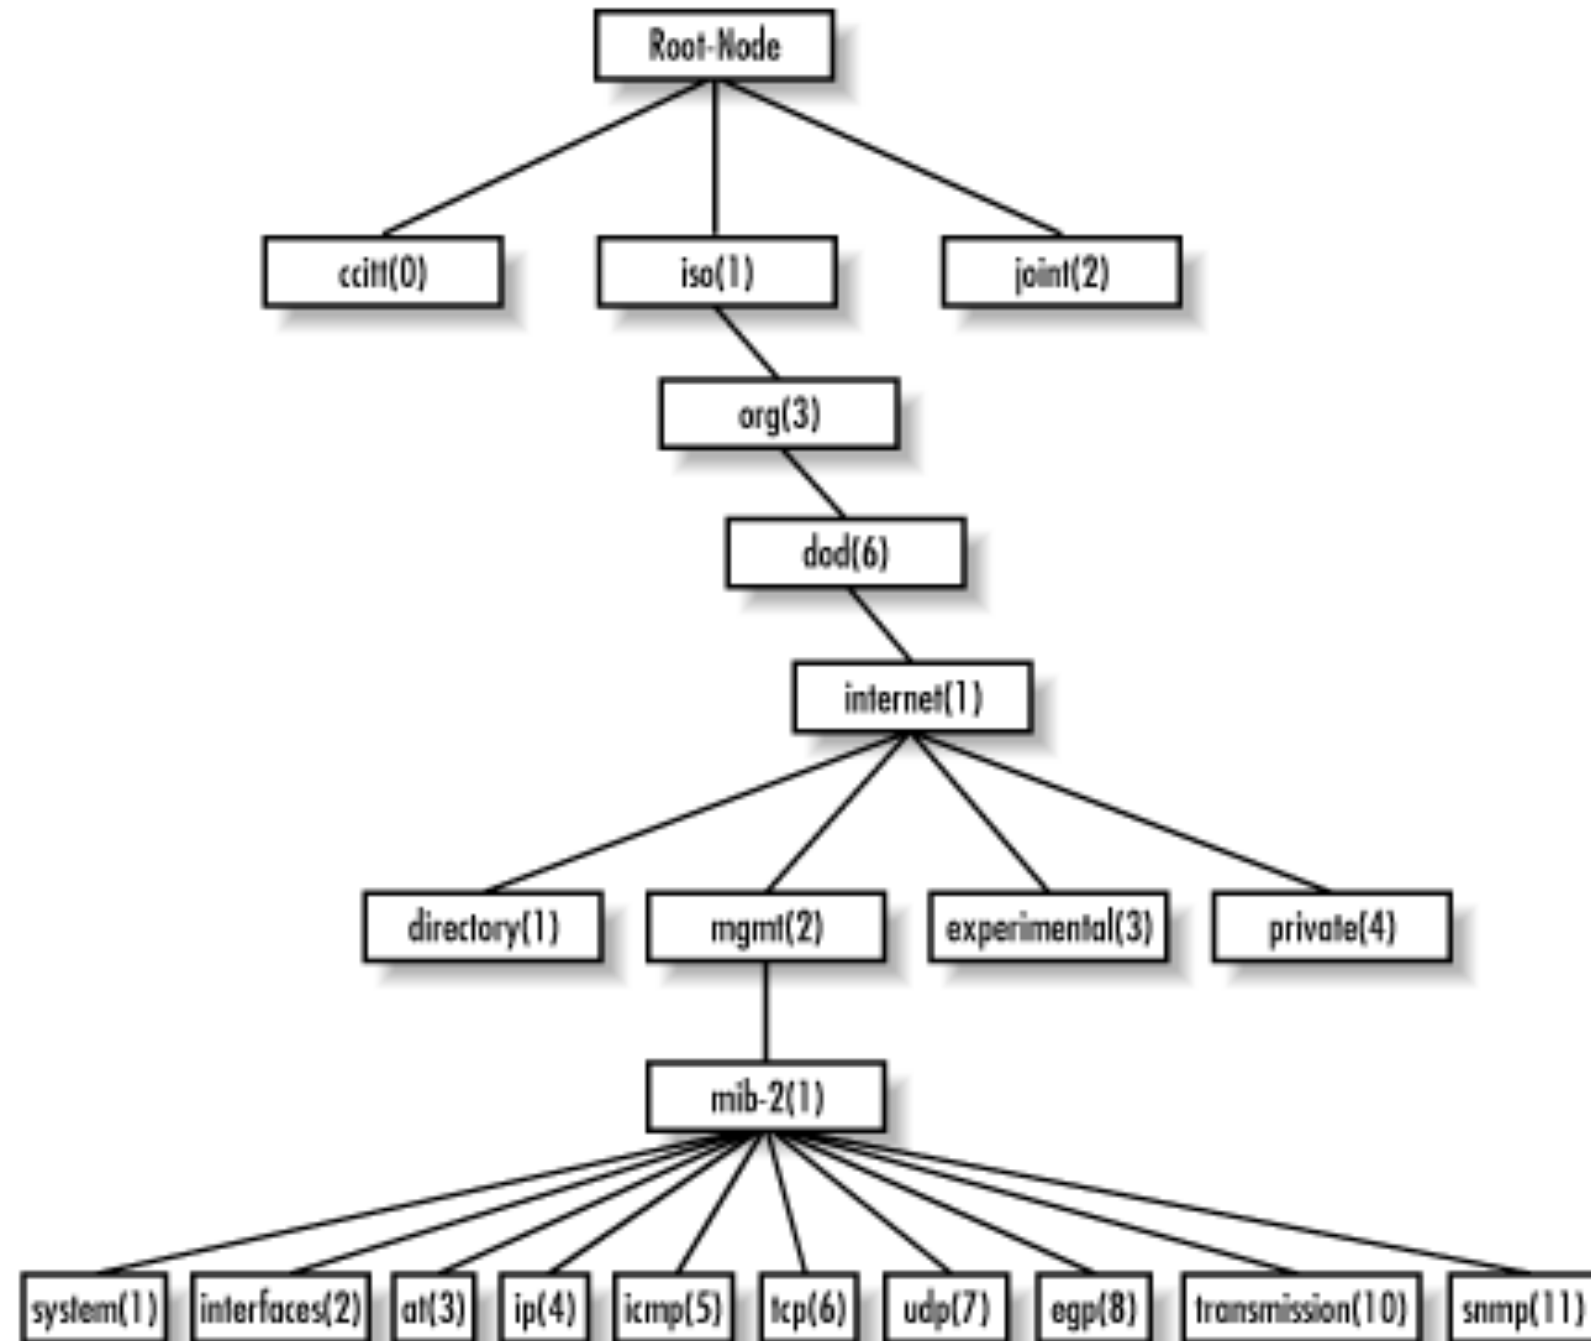 Root-Node
ccitt(0)
iso(1)
joint(2)
org(3)
dod(6)
internet(1)
directory(1)
mgmt(2)
experimental(3)
private(4)
mib-2(1)
system(1)
interfaces(2)
at(3)
ip(4)
icmp(5)
tcp(6)
udp(7)
egp(8)
transmission(10)
snmp(11)